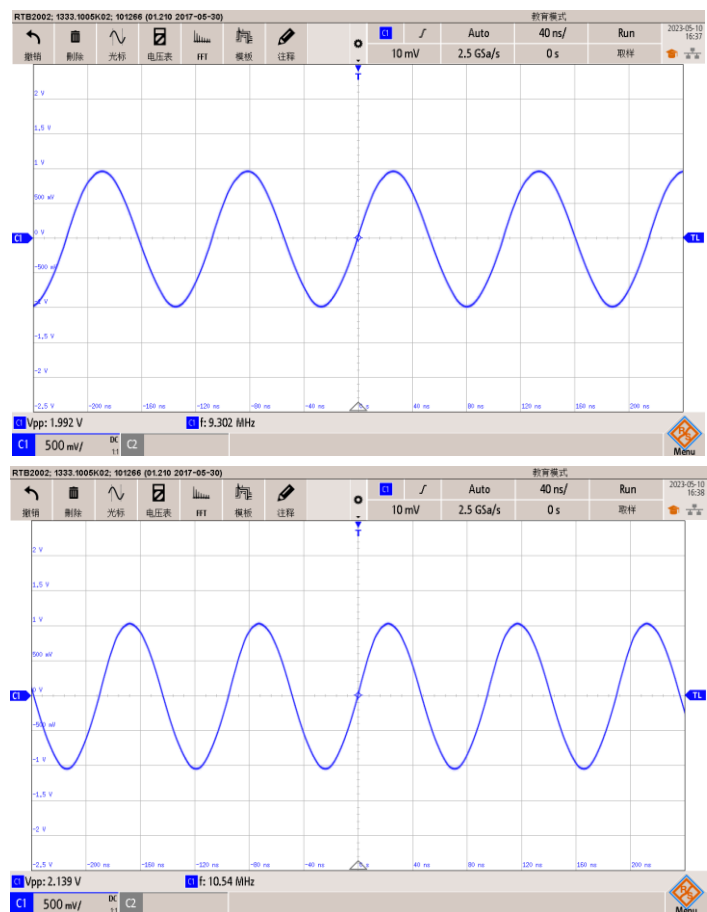 RTB2002; 1333.1005K02; 101266 (01.210 2017-05-30) 教育模式
C1 Auto 40 ns/ Run 2023-05-10
16:37
撤销 删除 光标 电压表 FFT 模板 注释 10 mV 2.5 GSa/s 0 s 取样
T
2 V
1,5 V
1 V
500 mV
C1 0 V TL
-500 mV
-1,5 V
-2 V
-2,5 V -200 ns -160 ns -120 ns -80 ns -40 ns 40 ns 80 ns 120 ns 160 ns 200 ns
C1 Vpp: 1.992 V C1 f: 9.302 MHz
C1 500 mV/ DC 1:1 C2 Menu
RTB2002; 1333.1005K02; 101266 (01.210 2017-05-30) 教育模式
C1 Auto 40 ns/ Run 2023-05-10
16:38
撤销 删除 光标 电压表 FFT 模板 注释 10 mV 2.5 GSa/s 0 s 取样
T
2 V
1,5 V
1 V
500 mV
C1 0 V TL
-500 mV
-1 V
-1,5 V
-2 V
-2,5 V -200 ns -160 ns -120 ns -80 ns -40 ns 40 ns 80 ns 120 ns 160 ns 200 ns
C1 Vpp: 2.139 V C1 f: 10.54 MHz
C1 500 mV/ DC 1:1 C2 Menu